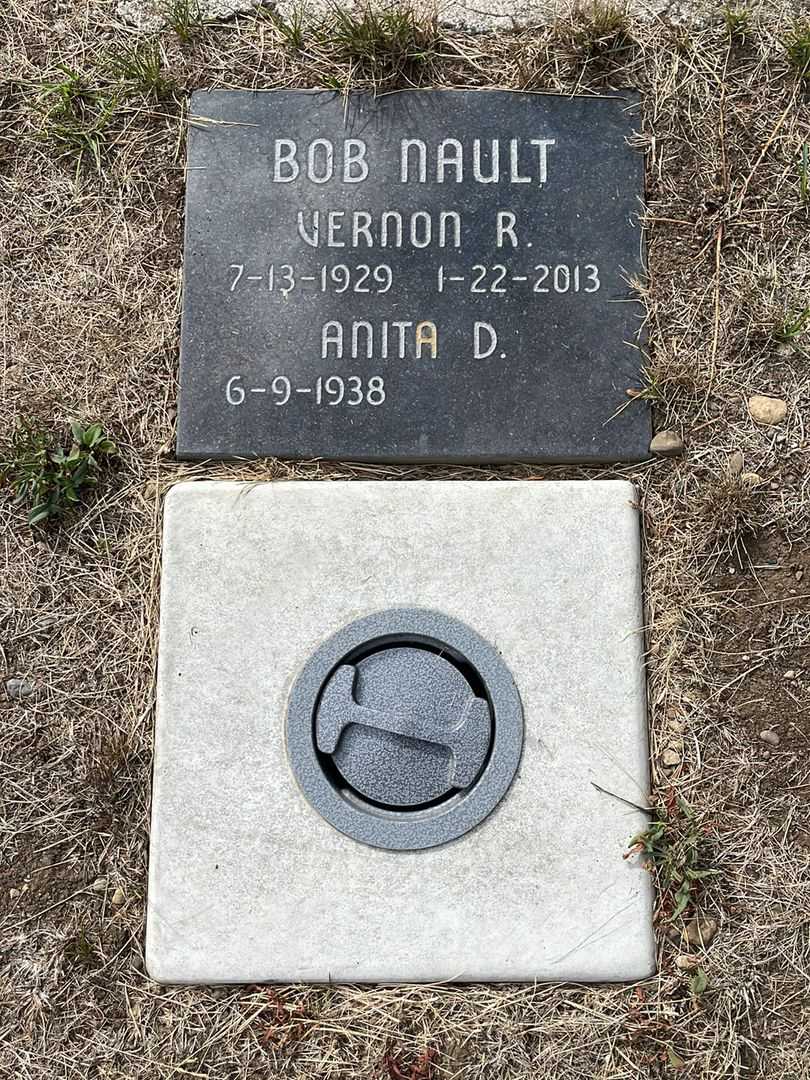 BOB NAULT
VERNON R.
7-13-1929 1-22-2013
ANITA D.
6-9-1938